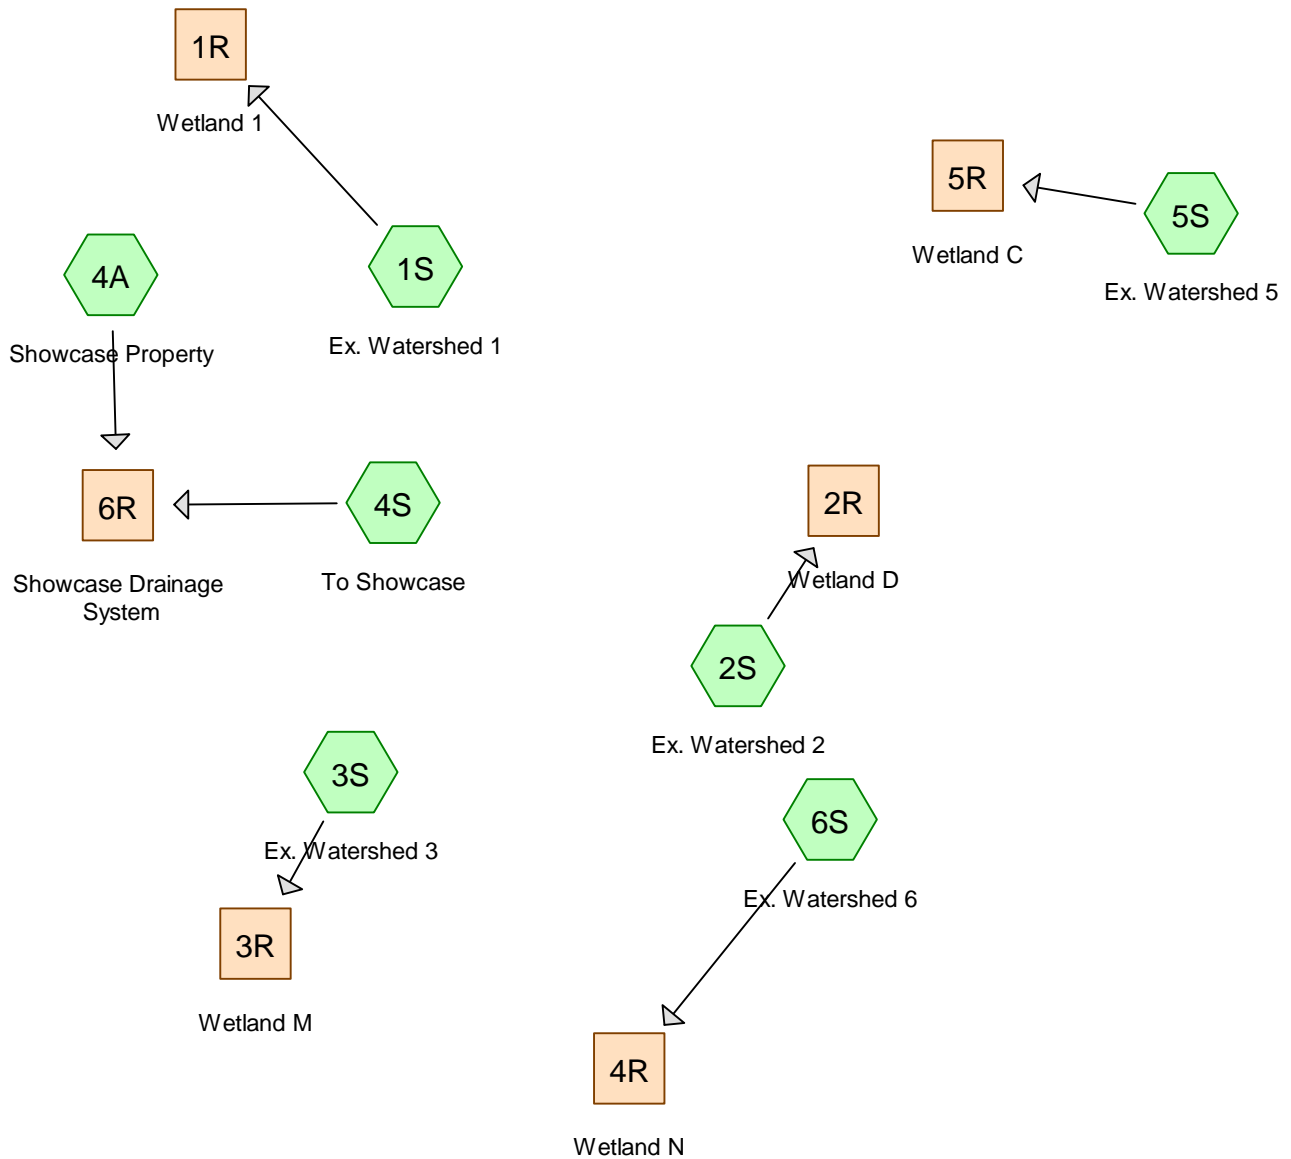 1R
Wetland 1
5R
Wetland C
5S
Ex. Watershed 5
4A
Showcase Property
1S
Ex. Watershed 1
6R
Showcase Drainage
System
4S
To Showcase
2R
Wetland D
2S
Ex. Watershed 2
3S
Ex. Watershed 3
6S
Ex. Watershed 6
3R
Wetland M
4R
Wetland N